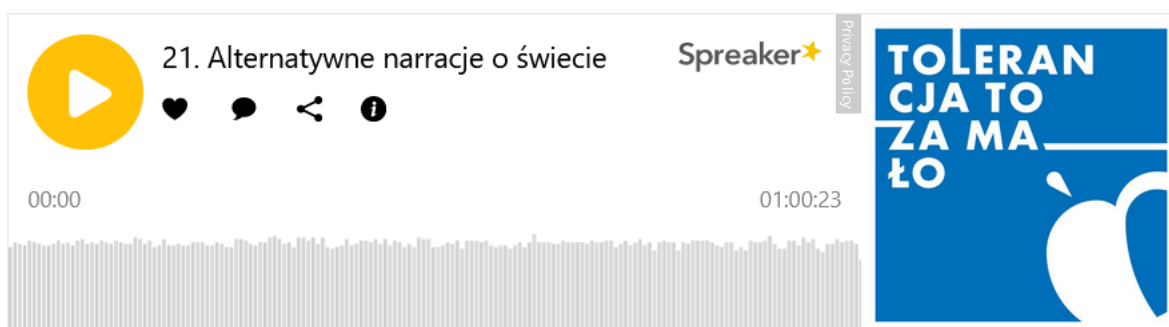 21. Alternatywne narracje o świecie
Spreaker
Privacy Policy
00:00
01:00:23
TOLERAN
CJA TO
ZA MA
ŁO